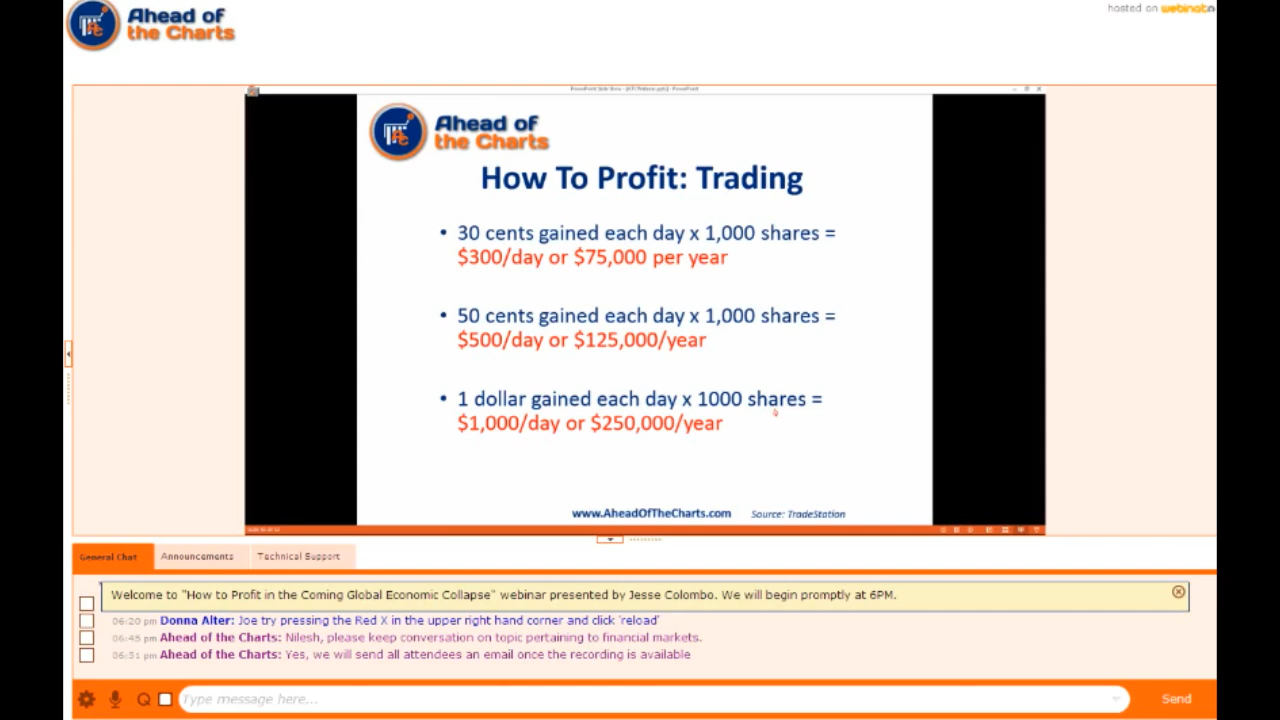 Ahead of
the Charts
hosted on webinat
Ahead of
the Charts
How To Profit: Trading
• 30 cents gained each day x 1,000 shares =
$300/day or $75,000 per year
• 50 cents gained each day x 1,000 shares =
$500/day or $125,000/year
• 1 dollar gained each day x 1000 shares =
$1,000/day or $250,000/year
www.AheadOfTheCharts.com Source: TradeStation
General Chat Announcements Technical Support
Welcome to "How to Profit in the Coming Global Economic Collapse" webinar presented by Jesse Colombo. We will begin promptly at 6PM.
06:20 pm Donna Alter: Joe try pressing the Red X in the upper right hand corner and click 'reload'
06:45 pm Ahead of the Charts: Nilesh, please keep conversation on topic pertaining to financial markets.
06:51 pm Ahead of the Charts: Yes, we will send all attendees an email once the recording is available
Type message here... Send